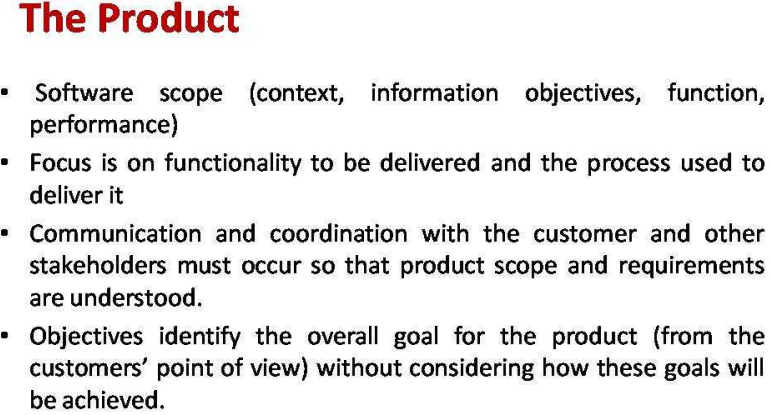 The Product
• Software scope (context, information objectives, function,
performance)
• Focus is on functionality to be delivered and the process used to
deliver it
• Communication and coordination with the customer and other
stakeholders must occur so that product scope and requirements
are understood.
• Objectives identify the overall goal for the product (from the
customers’ point of view) without considering how these goals will
be achieved.